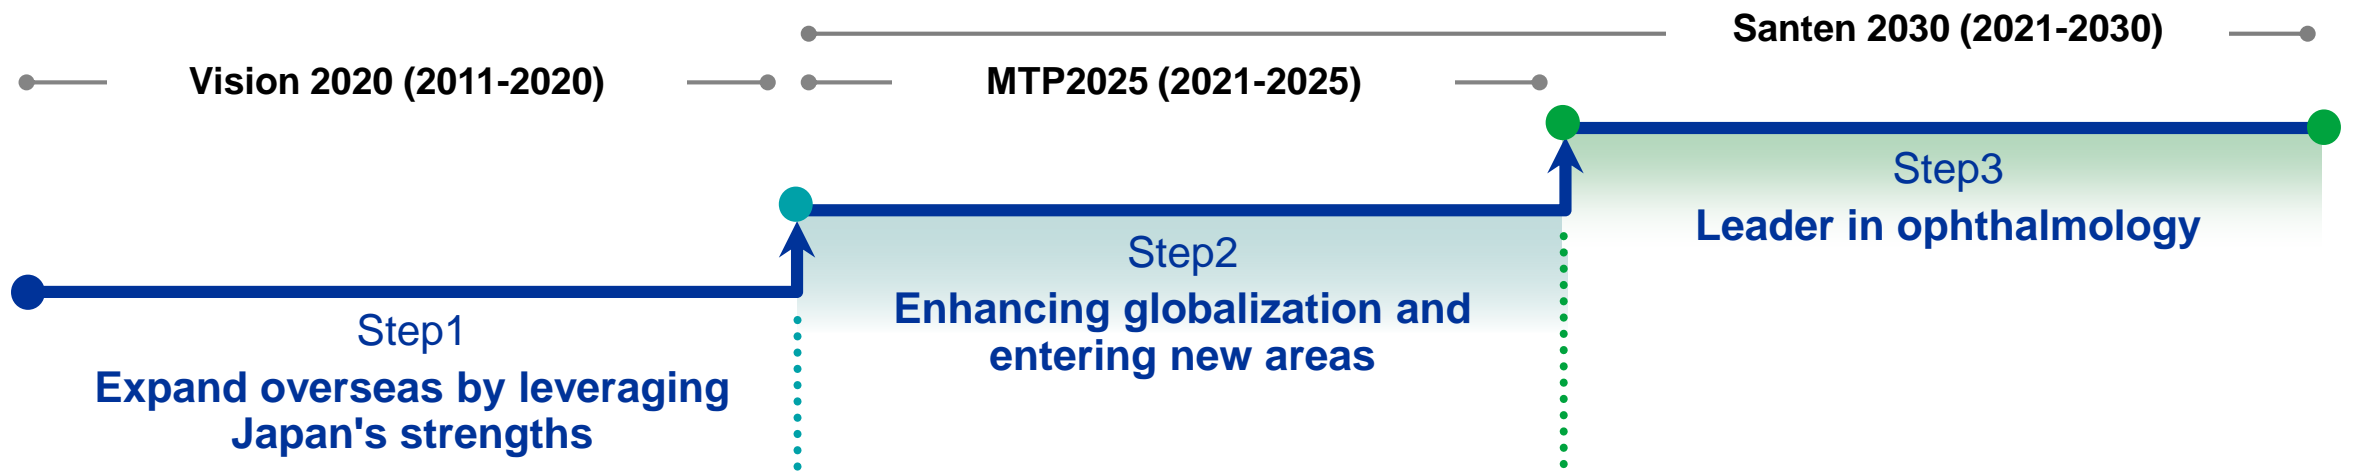 Santen 2030 (2021-2030)
Vision 2020 (2011-2020)
MTP2025 (2021-2025)
Step1
Expand overseas by leveraging
Japan's strengths
Step2
Enhancing globalization and
entering new areas
Step3
Leader in ophthalmology